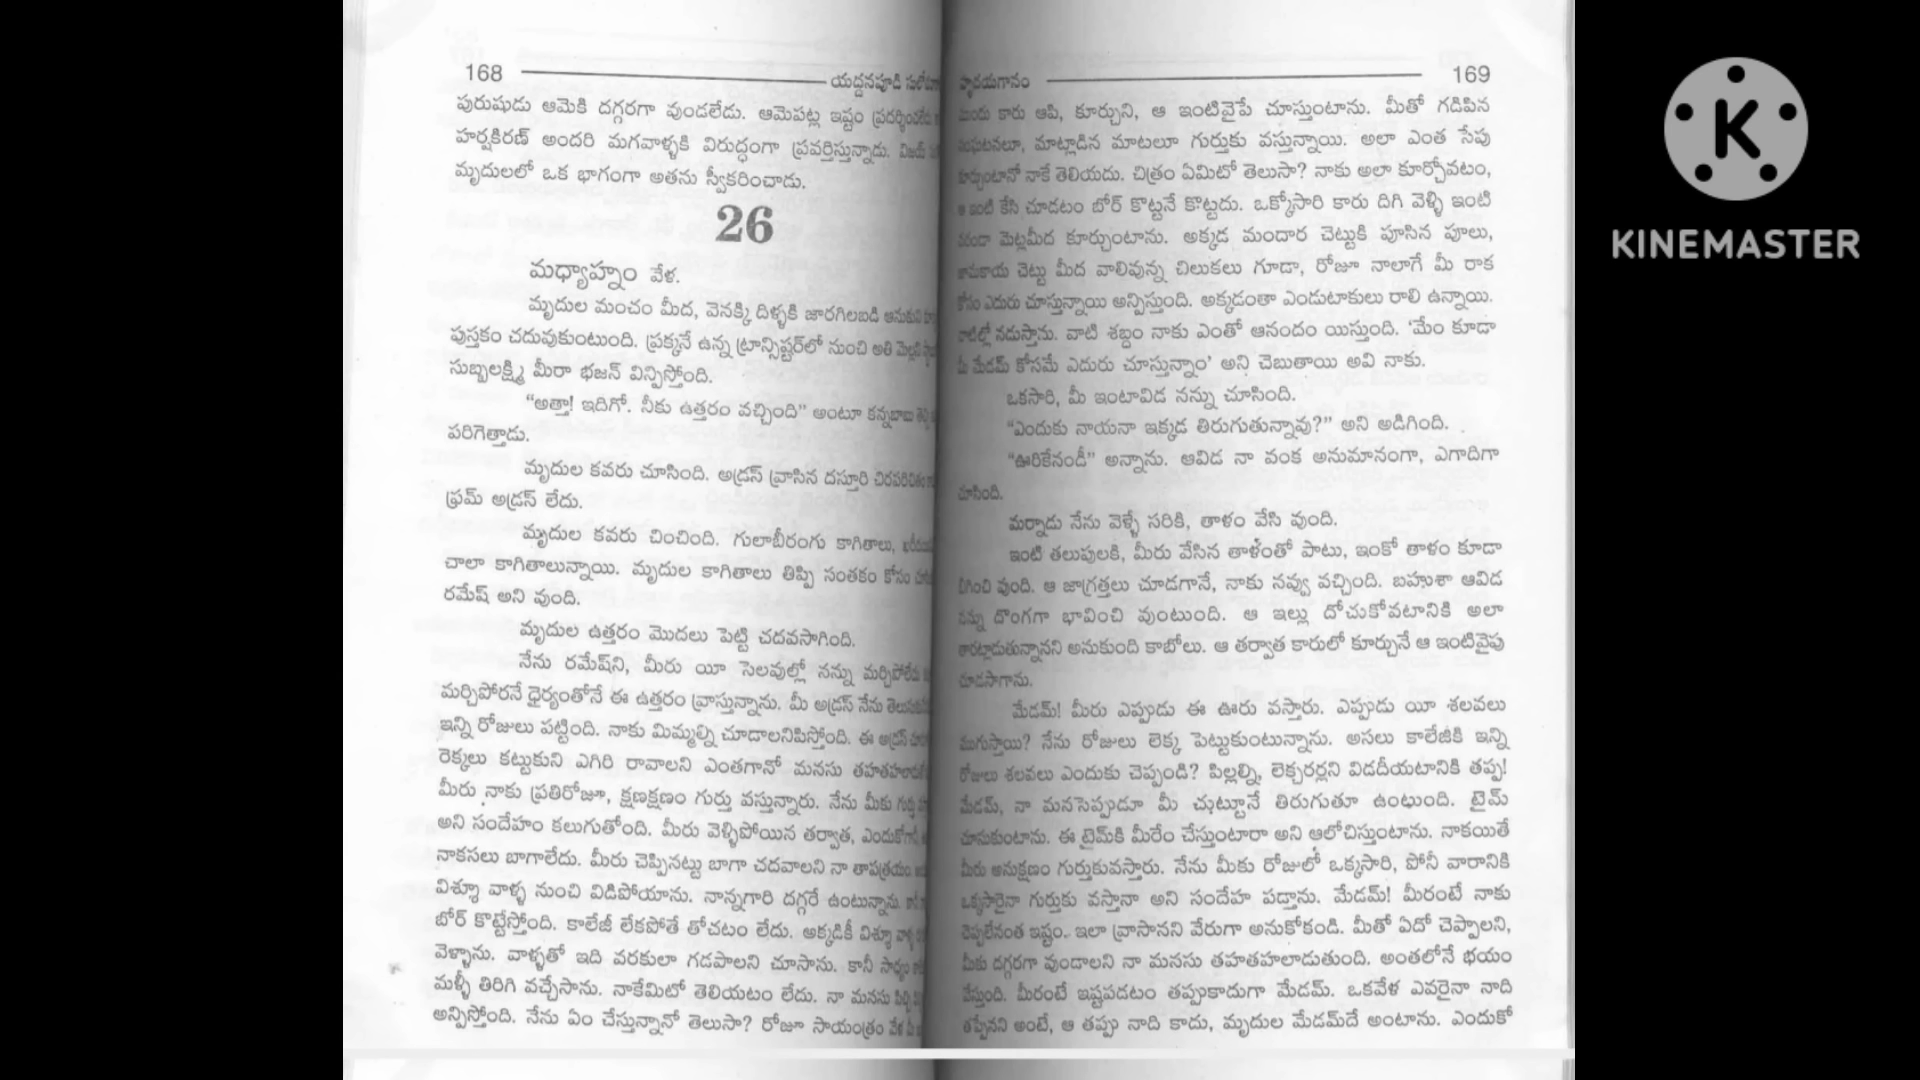 168
యద్దనపూడి
పురుషుడు ఆమెకి దగ్గరగా వుండలేడు. ఆమెపట్ల ఇష్టం ప్రదర్శించలేడు
హర్షకిరణ్ అందరి మగవాళ్ళకి విరుద్ధంగా ప్రవర్తిస్తున్నాడు.
మృదులలో ఒక భాగంగా అతను స్వీకరించాడు.
26
మధ్యాహ్నం వేళ.
మృదుల మంచం మీద, వెనక్కి దిళ్ళకి జారగిలబడి
పుస్తకం చదువుకుంటుంది. ప్రక్కనే ఉన్న ట్రాన్సిష్టర్‌లో నుంచి అతి
సుబ్బలక్ష్మి మీరా భజన్ విన్పిస్తోంది.
“అత్తా! ఇదిగో. నీకు ఉత్తరం వచ్చింది” అంటూ కన్నబాబు
పరిగెత్తాడు.
మృదుల కవరు చూసింది. అడ్రస్ వ్రాసిన దస్తూరి
ఫ్రమ్ అడ్రస్ లేదు.
మృదుల కవరు చించింది. గులాబీరంగు కాగితాలు,
చాలా కాగితాలున్నాయి. మృదుల కాగితాలు తిప్పి సంతకం కోసం
రమేష్ అని వుంది.
మృదుల ఉత్తరం మొదలు పెట్టి చదవసాగింది.
నేను రమేష్‌ని, మీరు యీ సెలవుల్లో నన్ను
మర్చిపోరనే ధైర్యంతోనే ఈ ఉత్తరం వ్రాస్తున్నాను. మీ అడ్రస్ నేను
ఇన్ని రోజులు పట్టింది. నాకు మిమ్మల్ని చూడాలనిపిస్తోంది. ఈ
రెక్కలు కట్టుకుని ఎగిరి రావాలని ఎంతగానో మనసు
మీరు నాకు ప్రతిరోజూ, క్షణక్షణం గుర్తు వస్తున్నారు. నేను మీకు
అని సందేహం కలుగుతోంది. మీరు వెళ్ళిపోయిన తర్వాత,
నాకసలు బాగాలేదు. మీరు చెప్పినట్టు బాగా చదవాలని నా తాపత్రయం
విశ్శూ వాళ్ళ నుంచి విడిపోయాను. నాన్నగారి దగ్గరే ఉంటున్నాను.
బోర్ కొట్టేస్తోంది. కాలేజీ లేకపోతే తోచటం లేదు. అక్కడికీ విశ్శూ
వెళ్ళాను. వాళ్ళతో ఇది వరకులా గడపాలని చూసాను. కానీ
మళ్ళీ తిరిగి వచ్చేసాను. నాకేమిటో తెలియటం లేదు. నా మనసు
అన్పిస్తోంది. నేను ఏం చేస్తున్నానో తెలుసా? రోజూ సాయంత్రం వేళ
హృదయగానం
169
ముందు కారు ఆపి, కూర్చుని, ఆ ఇంటివైపే చూస్తుంటాను. మీతో గడిపిన
సంఘటనలూ, మాట్లాడిన మాటలూ గుర్తుకు వస్తున్నాయి. అలా ఎంత సేపు
కూర్చుంటానో నాకే తెలియదు. చిత్రం ఏమిటో తెలుసా? నాకు అలా కూర్చోవటం,
ఆ ఇంటి కేసి చూడటం బోర్ కొట్టనే కొట్టదు. ఒక్కోసారి కారు దిగి వెళ్ళి ఇంటి
మెట్లమీద కూర్చుంటాను. అక్కడ మందార చెట్టుకి పూసిన పూలు,
జామకాయ చెట్టు మీద వాలివున్న చిలుకలు గూడా, రోజూ నాలాగే మీ రాక
కోసం ఎదురు చూస్తున్నాయి అన్పిస్తుంది. అక్కడంతా ఎండుటాకులు రాలి ఉన్నాయి.
వాటిల్లో నడుస్తాను. వాటి శబ్దం నాకు ఎంతో ఆనందం యిస్తుంది. ‘మేం కూడా
మీ మేడమ్ కోసమే ఎదురు చూస్తున్నాం’ అని చెబుతాయి అవి నాకు.
ఒకసారి, మీ ఇంటావిడ నన్ను చూసింది.
“ఎందుకు నాయనా ఇక్కడ తిరుగుతున్నావు?” అని అడిగింది.
“ఊరికేనండీ” అన్నాను. ఆవిడ నా వంక అనుమానంగా, ఎగాదిగా
చూసింది.
మర్నాడు నేను వెళ్ళే సరికి, తాళం వేసి వుంది.
ఇంటి తలుపులకి, మీరు వేసిన తాళంతో పాటు, ఇంకో తాళం కూడా
బిగించి వుంది. ఆ జాగ్రత్తలు చూడగానే, నాకు నవ్వు వచ్చింది. బహుశా ఆవిడ
నన్ను దొంగగా భావించి వుంటుంది. ఆ ఇల్లు దోచుకోవటానికి అలా
తారట్లాడుతున్నానని అనుకుంది కాబోలు. ఆ తర్వాత కారులో కూర్చునే ఆ ఇంటివైపు
చూడసాగాను.
మేడమ్! మీరు ఎప్పుడు ఈ ఊరు వస్తారు. ఎప్పుడు యీ శలవలు
ముగుస్తాయి? నేను రోజులు లెక్క పెట్టుకుంటున్నాను. అసలు కాలేజీకి ఇన్ని
రోజులు శలవలు ఎందుకు చెప్పండి? పిల్లల్ని, లెక్చరర్లని విడదీయటానికి తప్ప!
మేడమ్, నా మనసెప్పుడూ మీ చుట్టూనే తిరుగుతూ ఉంటుంది. టైమ్
చూసుకుంటాను. ఈ టైమ్‌కి మీరేం చేస్తుంటారా అని ఆలోచిస్తుంటాను. నాకయితే
మీరు అనుక్షణం గుర్తుకువస్తారు. నేను మీకు రోజులో ఒక్కసారి, పోనీ వారానికి
ఒక్కసారైనా గుర్తుకు వస్తానా అని సందేహ పడ్తాను. మేడమ్! మీరంటే నాకు
చెప్పలేనంత ఇష్టం. ఇలా వ్రాసానని వేరుగా అనుకోకండి. మీతో ఏదో చెప్పాలని,
మీకు దగ్గరగా వుండాలని నా మనసు తహతహలాడుతుంది. అంతలోనే భయం
వేస్తుంది. మీరంటే ఇష్టపడటం తప్పుకాదుగా మేడమ్. ఒకవేళ ఎవరైనా నాది
తప్పేనని అంటే, ఆ తప్పు నాది కాదు, మృదుల మేడమ్‌దే అంటాను. ఎందుకో
KINEMASTER